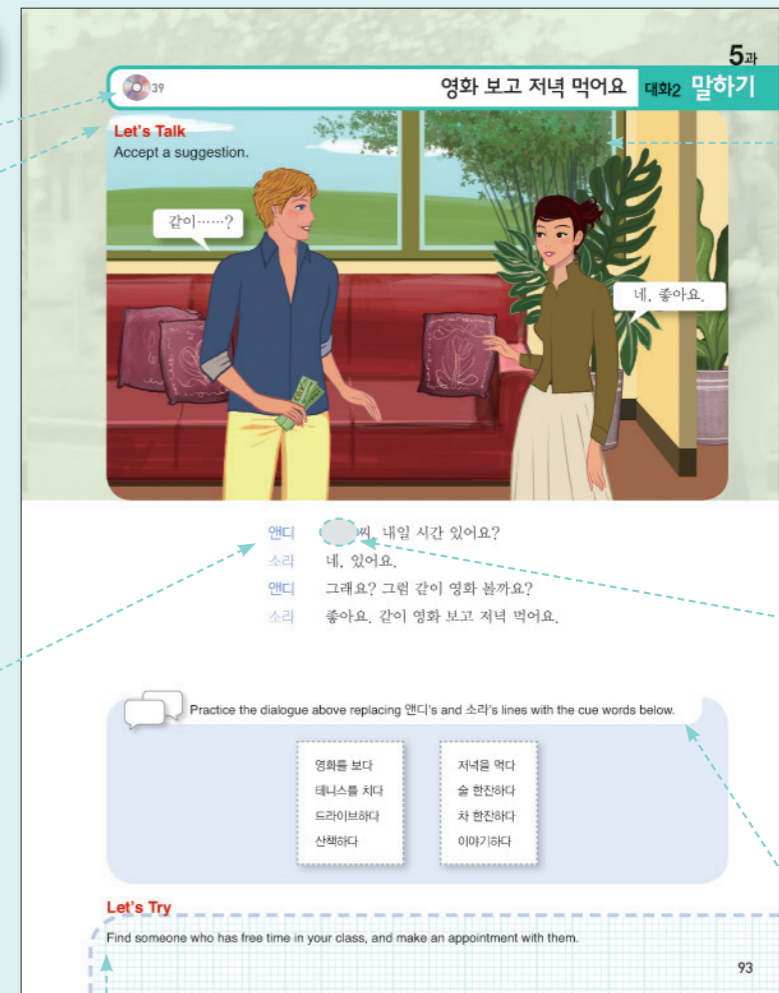 5과
39
영화 보고 저녁 먹어요 대화2 말하기
Let's Talk
Accept a suggestion.
같이……?
네, 좋아요.
앤디 씨, 내일 시간 있어요?
소라 네, 있어요.
앤디 그래요? 그럼 같이 영화 볼까요?
소라 좋아요. 같이 영화 보고 저녁 먹어요.
Practice the dialogue above replacing 앤디's and 소라's lines with the cue words below.
영화를 보다
테니스를 치다
드라이브하다
산책하다
저녁을 먹다
술 한잔하다
차 한잔하다
이야기하다
Let's Try
Find someone who has free time in your class, and make an appointment with them.
93